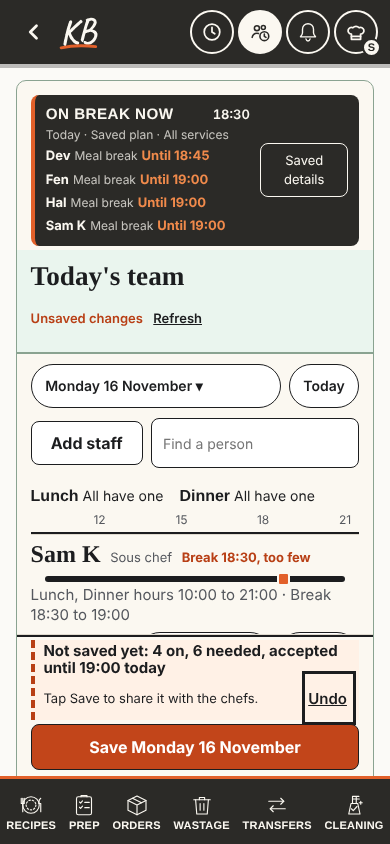 KB
S
ON BREAK NOW 18:30
Today · Saved plan · All services
Dev Meal break Until 18:45
Fen Meal break Until 19:00
Hal Meal break Until 19:00
Sam K Meal break Until 19:00
Saved
details
Today's team
Unsaved changes Refresh
Monday 16 November ▾ Today
Add staff Find a person
Lunch All have one Dinner All have one
12 15 18 21
Sam K Sous chef Break 18:30, too few
Lunch, Dinner hours 10:00 to 21:00 · Break
18:30 to 19:00
Not saved yet: 4 on, 6 needed, accepted
until 19:00 today
Tap Save to share it with the chefs. Undo
Save Monday 16 November
RECIPES PREP ORDERS WASTAGE TRANSFERS CLEANING